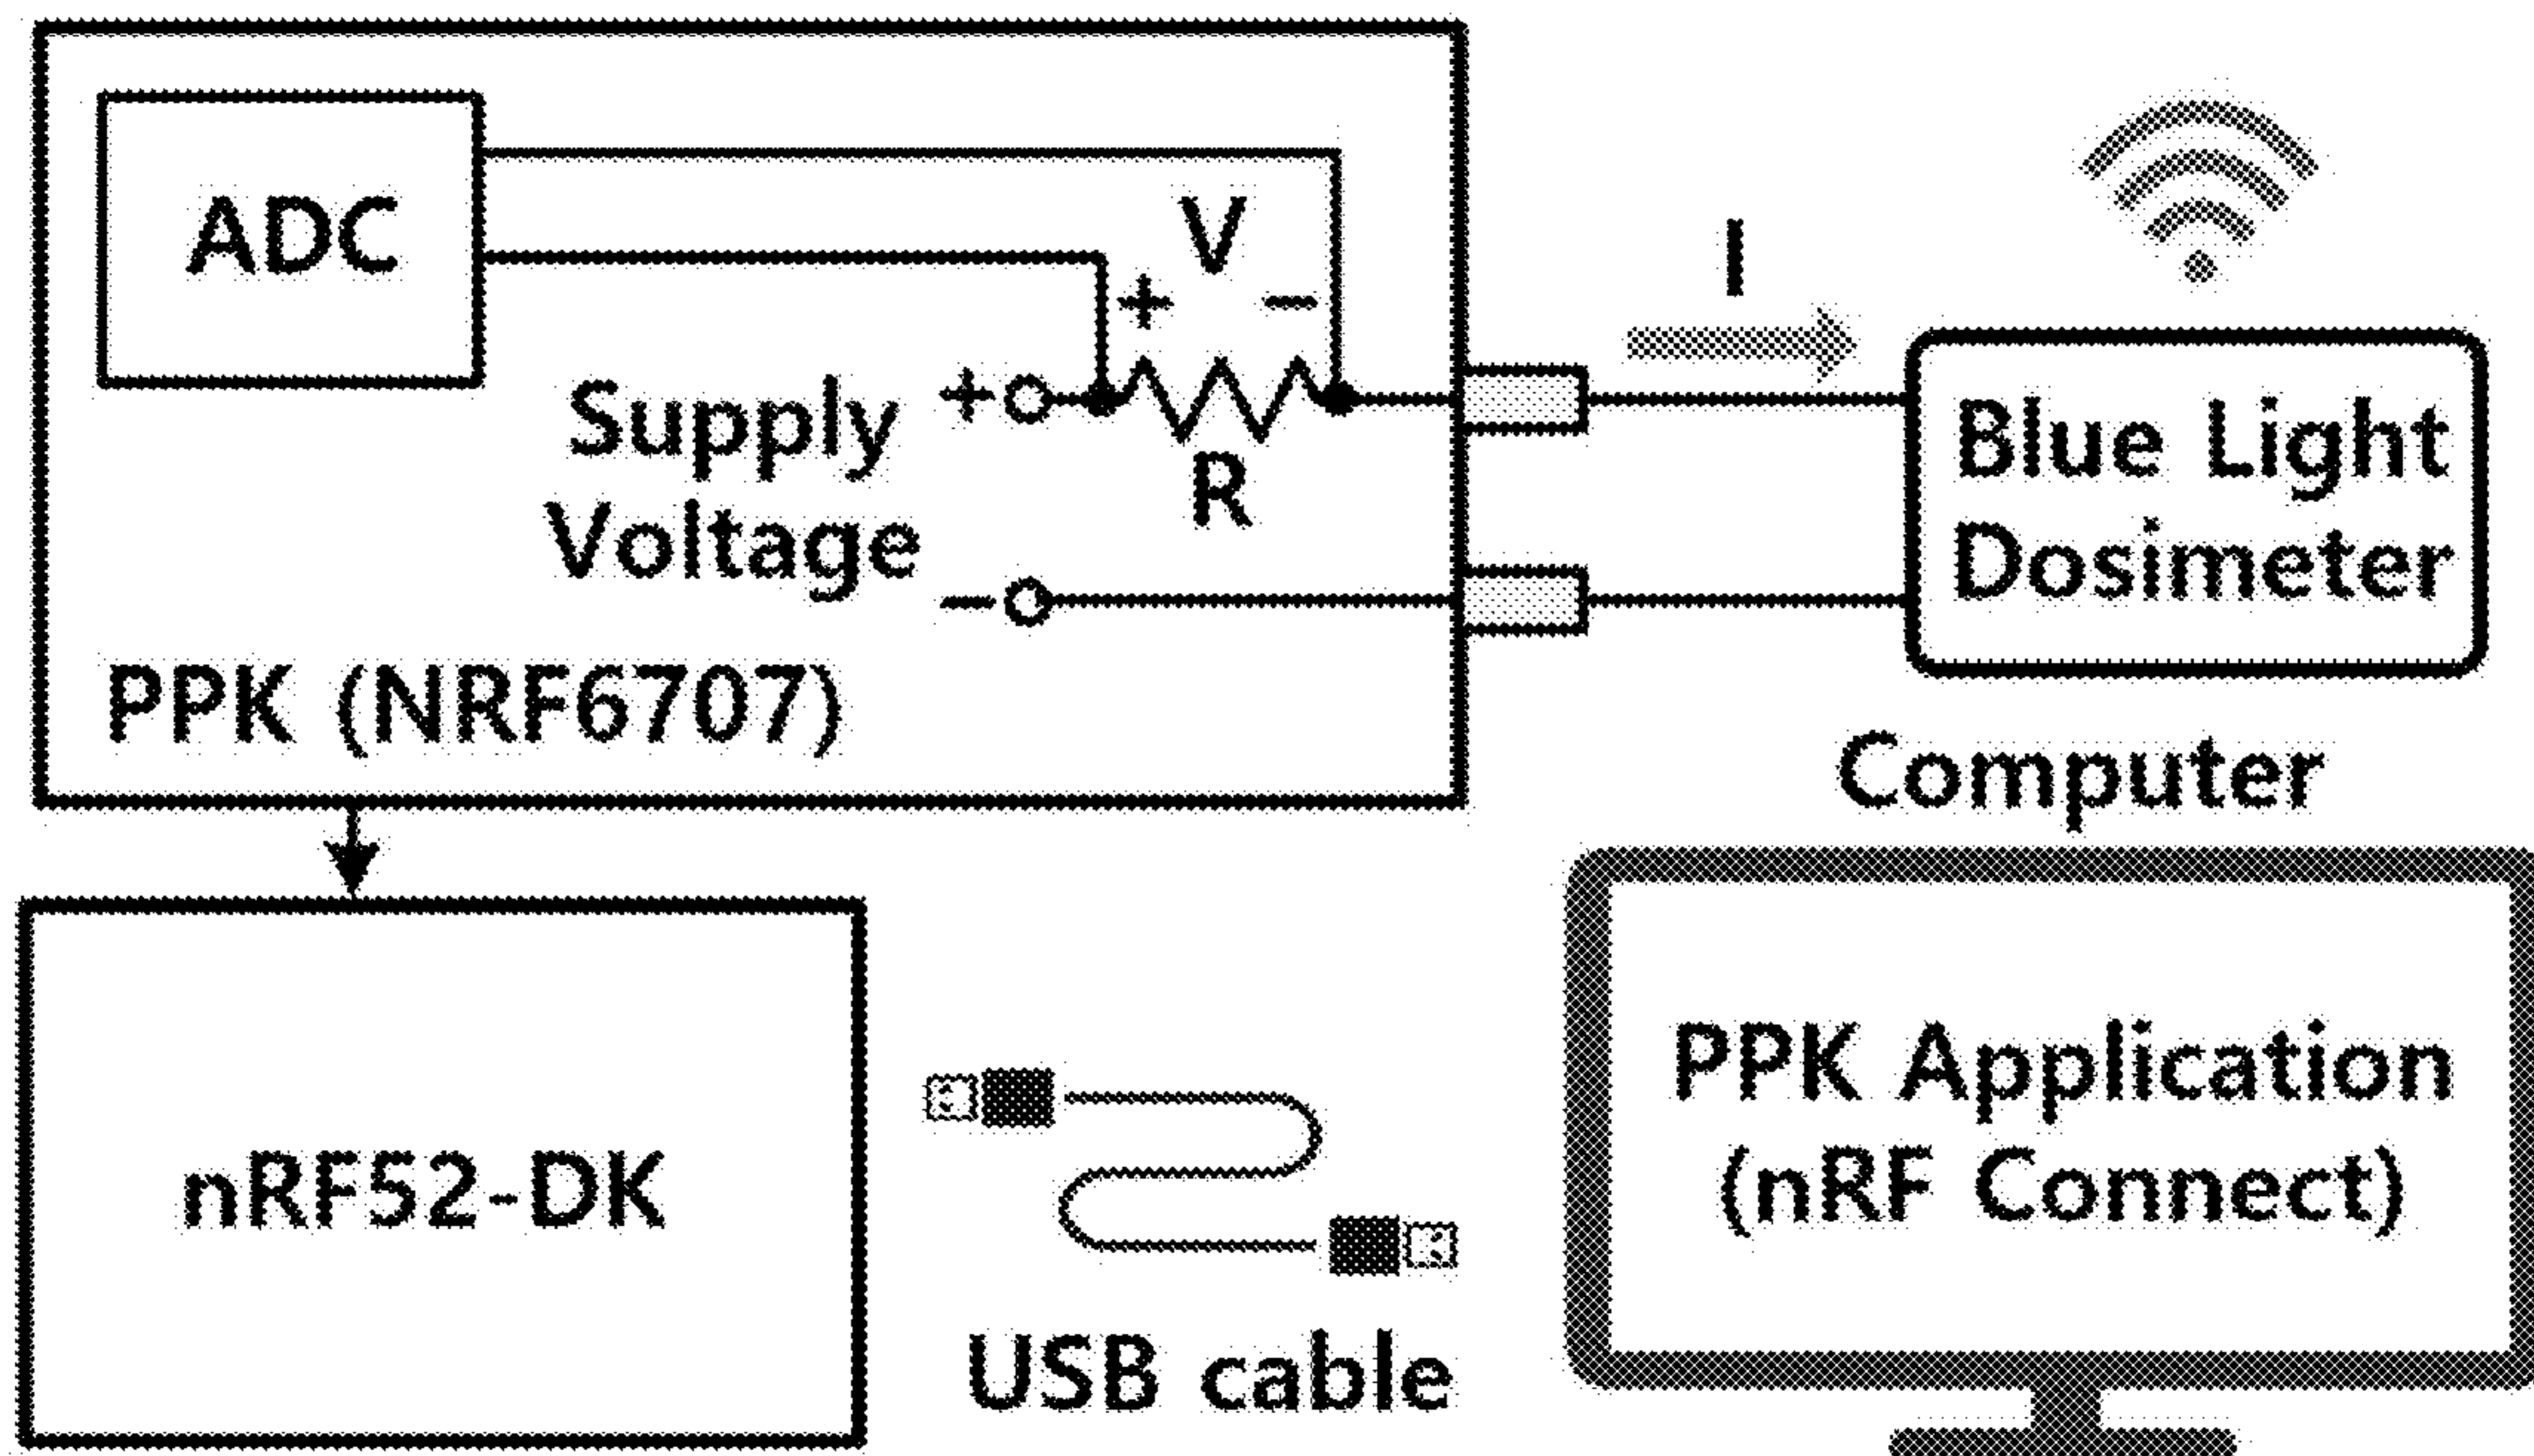 ADC
V
+ −
I
Supply
Voltage
+
−
R
PPK (NRF6707)
Blue Light
Dosimeter
Computer
nRF52-DK
USB cable
PPK Application
(nRF Connect)